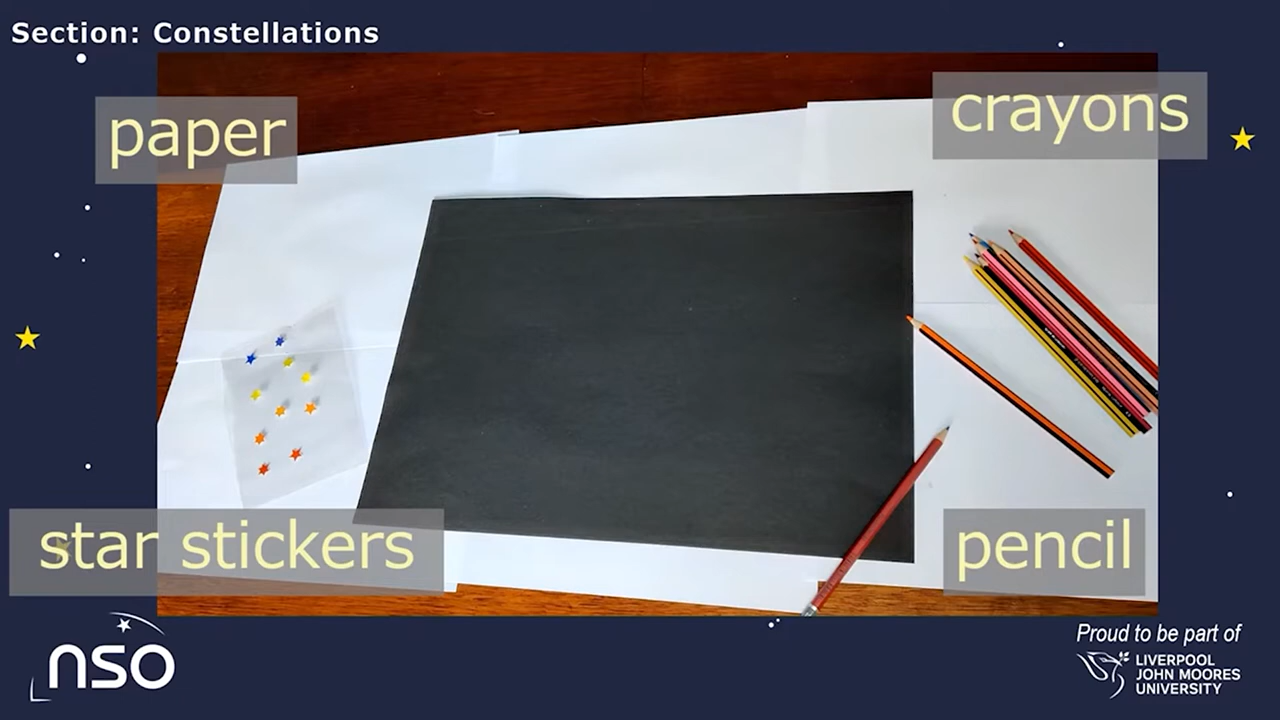 Section: Constellations
paper
crayons
star stickers
pencil
nso
Proud to be part of
LIVERPOOL
JOHN MOORES
UNIVERSITY